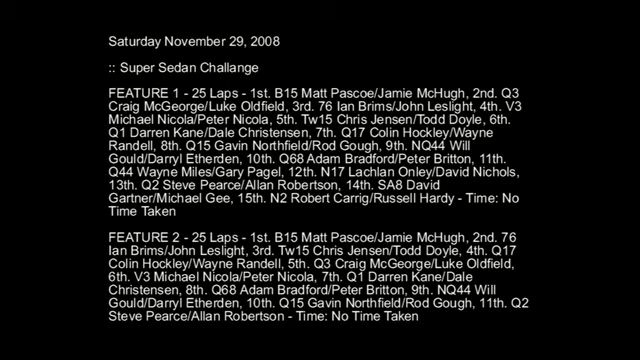 Saturday November 29, 2008
:: Super Sedan Challange
FEATURE 1 - 25 Laps - 1st. B15 Matt Pascoe/Jamie McHugh, 2nd. Q3
Craig McGeorge/Luke Oldfield, 3rd. 76 Ian Brims/John Leslight, 4th. V3
Michael Nicola/Peter Nicola, 5th. Tw15 Chris Jensen/Todd Doyle, 6th.
Q1 Darren Kane/Dale Christensen, 7th. Q17 Colin Hockley/Wayne
Randell, 8th. Q15 Gavin Northfield/Rod Gough, 9th. NQ44 Will
Gould/Darryl Etherden, 10th. Q68 Adam Bradford/Peter Britton, 11th.
Q44 Wayne Miles/Gary Pagel, 12th. N17 Lachlan Onley/David Nichols,
13th. Q2 Steve Pearce/Allan Robertson, 14th. SA8 David
Gartner/Michael Gee, 15th. N2 Robert Carrig/Russell Hardy - Time: No
Time Taken
FEATURE 2 - 25 Laps - 1st. B15 Matt Pascoe/Jamie McHugh, 2nd. 76
Ian Brims/John Leslight, 3rd. Tw15 Chris Jensen/Todd Doyle, 4th. Q17
Colin Hockley/Wayne Randell, 5th. Q3 Craig McGeorge/Luke Oldfield,
6th. V3 Michael Nicola/Peter Nicola, 7th. Q1 Darren Kane/Dale
Christensen, 8th. Q68 Adam Bradford/Peter Britton, 9th. NQ44 Will
Gould/Darryl Etherden, 10th. Q15 Gavin Northfield/Rod Gough, 11th. Q2
Steve Pearce/Allan Robertson - Time: No Time Taken